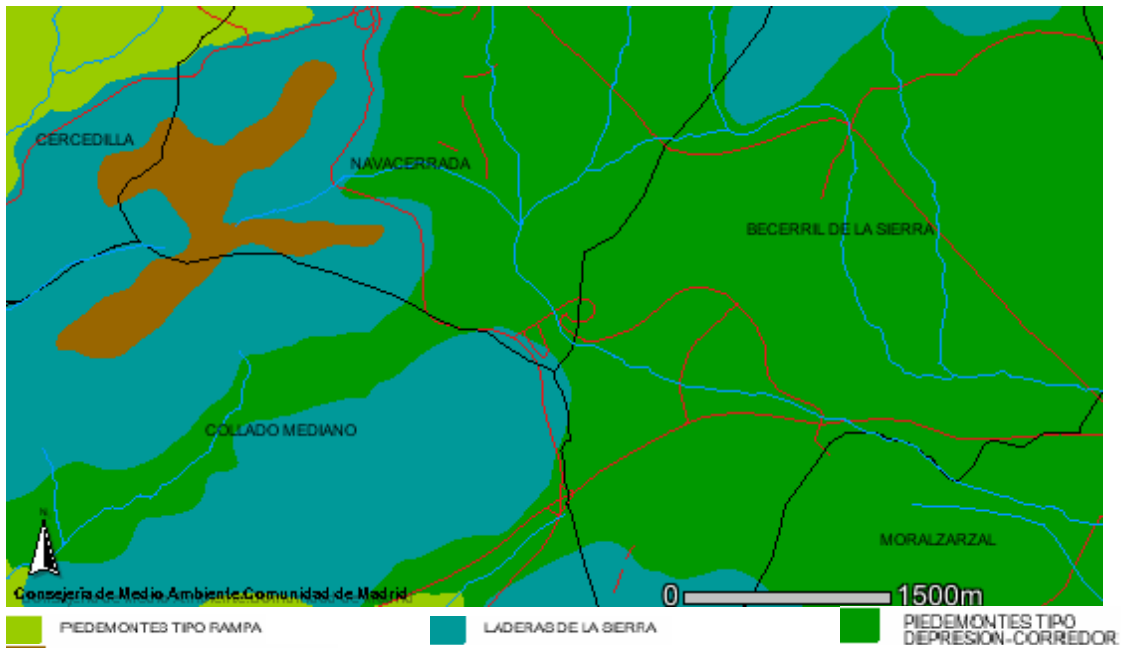 CERCEDILLA
NAVACERRADA
BECERRIL DE LA SIERRA
COLLADO MEDIANO
MORALZARZAL
N
Consejería de Medio Ambiente.Comunidad de Madrid
0 1500m
PIEDEMONTES TIPO RAMPA
LADERAS DE LA SIERRA
PIEDEMONTES TIPO
DEPRESION-CORREDOR